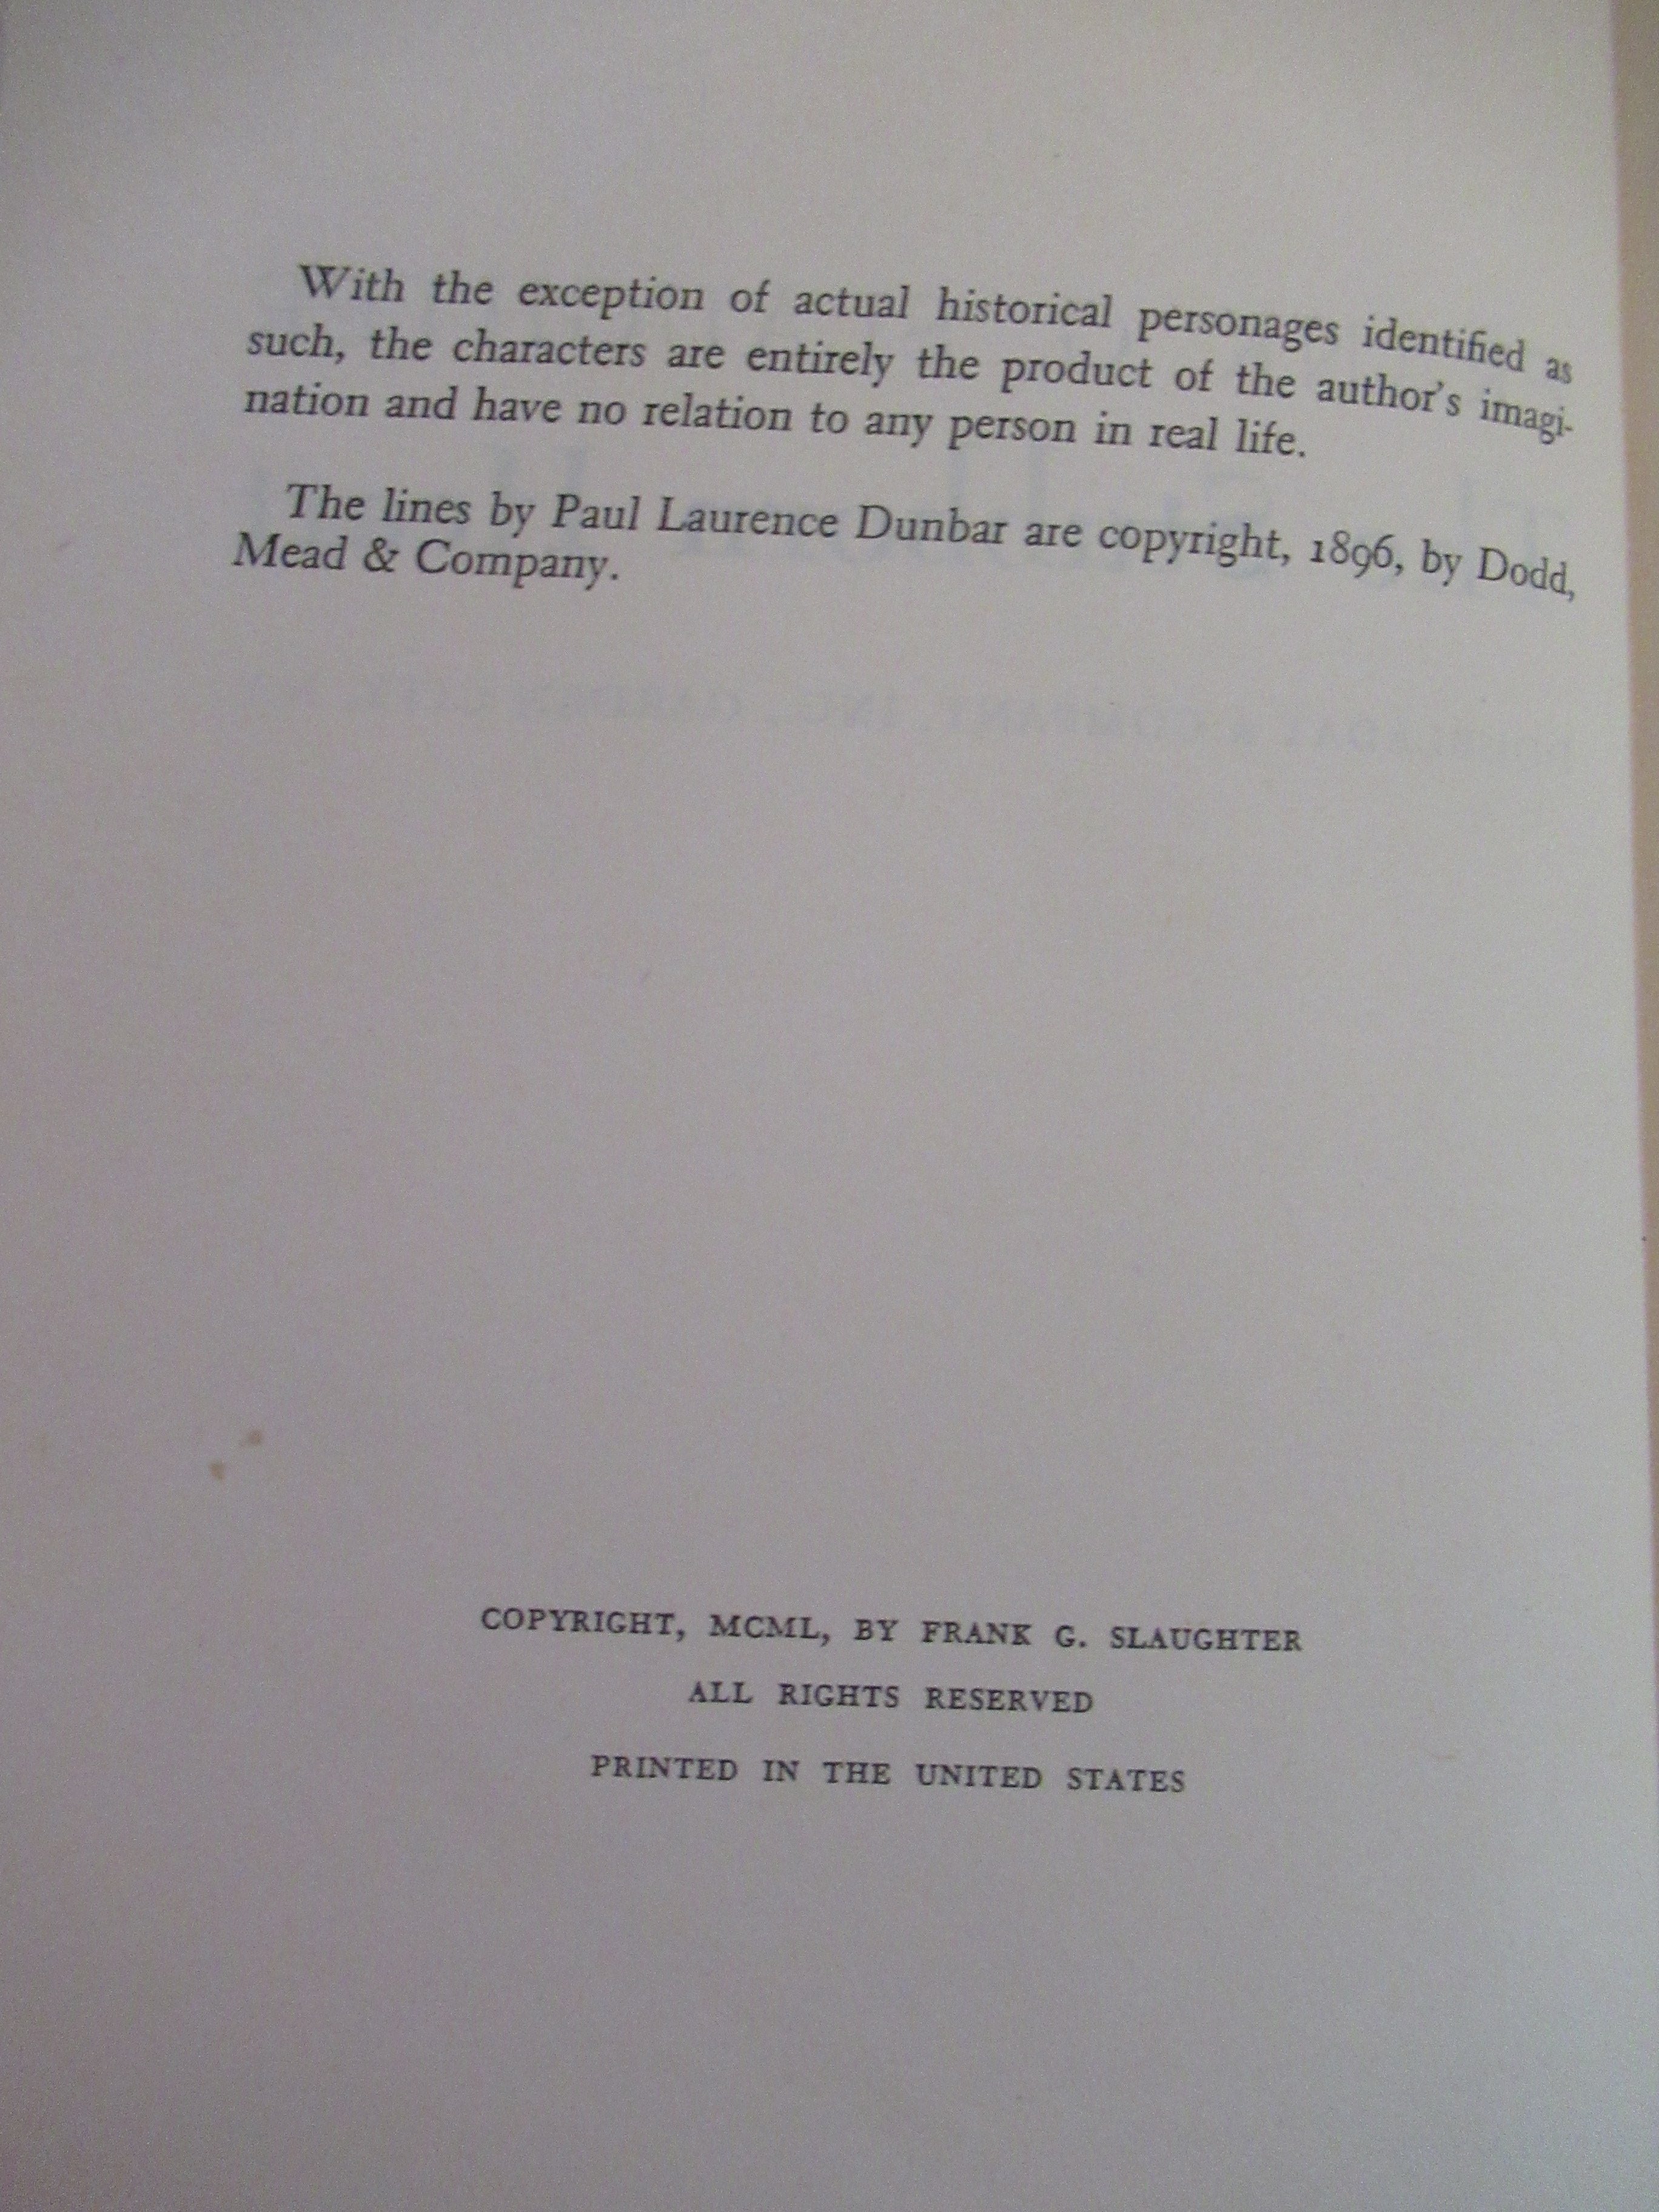 With the exception of actual historical personages identified as
such, the characters are entirely the product of the author's imagi-
nation and have no relation to any person in real life.
The lines by Paul Laurence Dunbar are copyright, 1896, by Dodd,
Mead & Company.
COPYRIGHT, MCML, BY FRANK G. SLAUGHTER
ALL RIGHTS RESERVED
PRINTED IN THE UNITED STATES